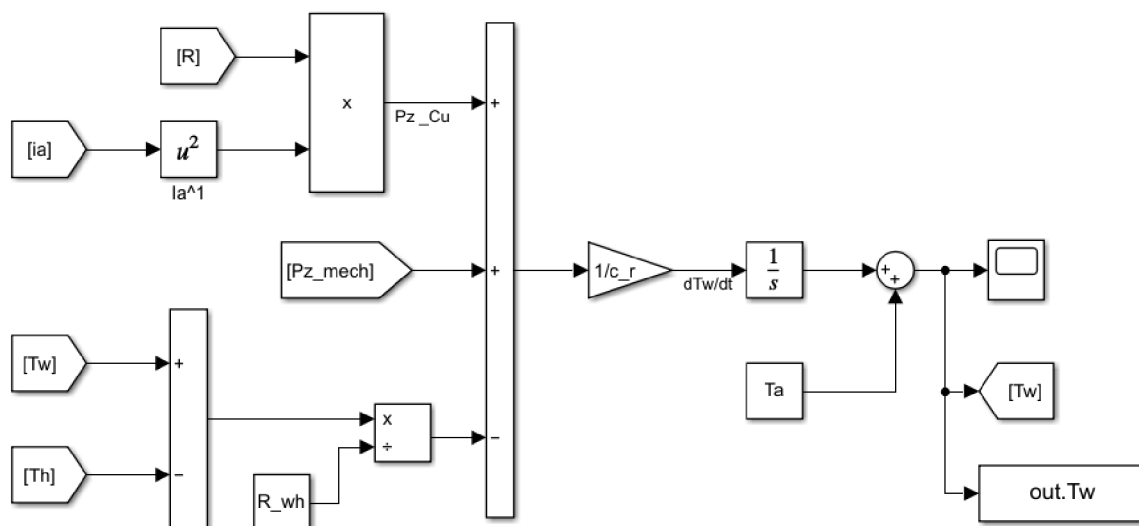 [R]
x
Pz _Cu
+
[ia]
u²
Ia^1
[Pz_mech]
+
1/c_r
dTw/dt
1
s
+
+
[Tw]
+
Ta
[Tw]
x
÷
−
[Th]
−
R_wh
out.Tw